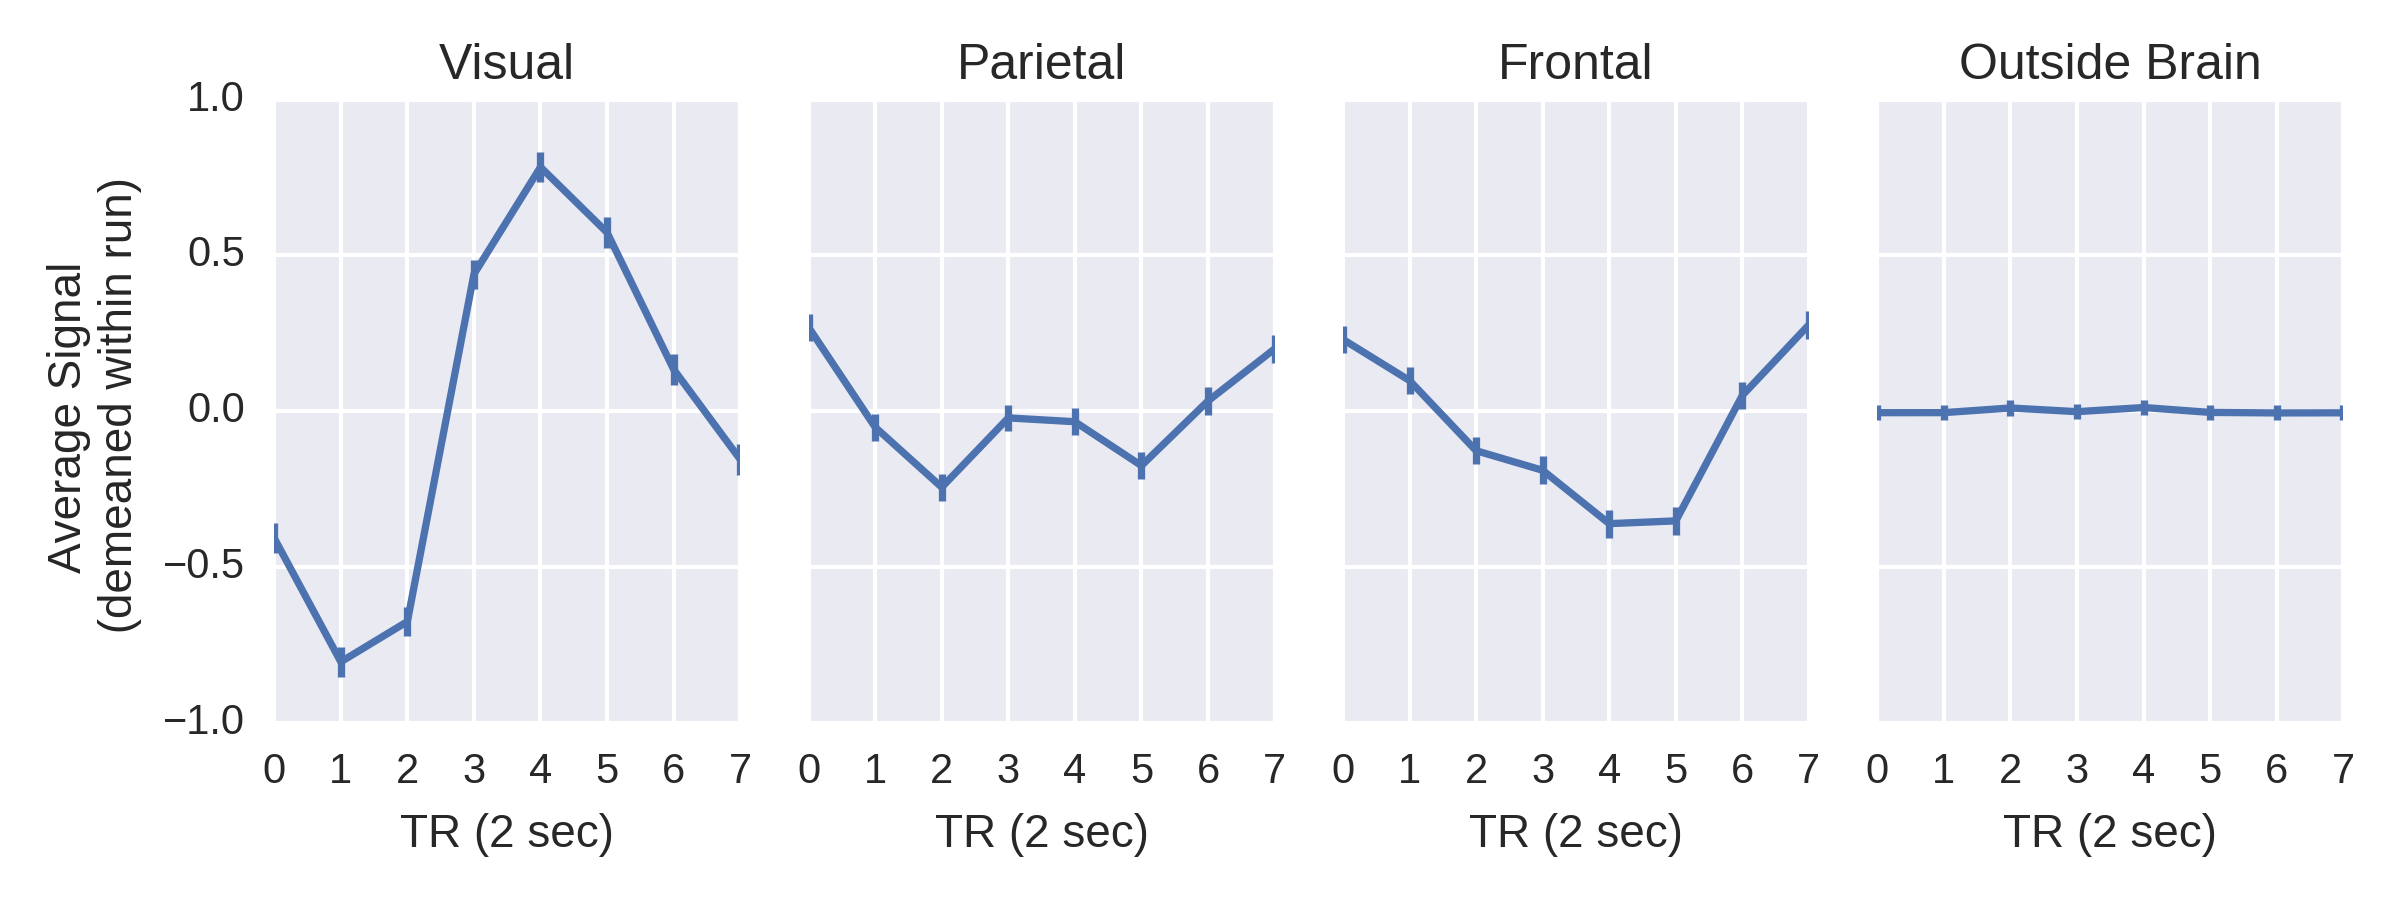 Visual Parietal Frontal Outside Brain
Average Signal
(demeaned within run)
1.0
0.5
0.0
−0.5
−1.0
0 1 2 3 4 5 6 7 0 1 2 3 4 5 6 7 0 1 2 3 4 5 6 7 0 1 2 3 4 5 6 7
TR (2 sec) TR (2 sec) TR (2 sec) TR (2 sec)